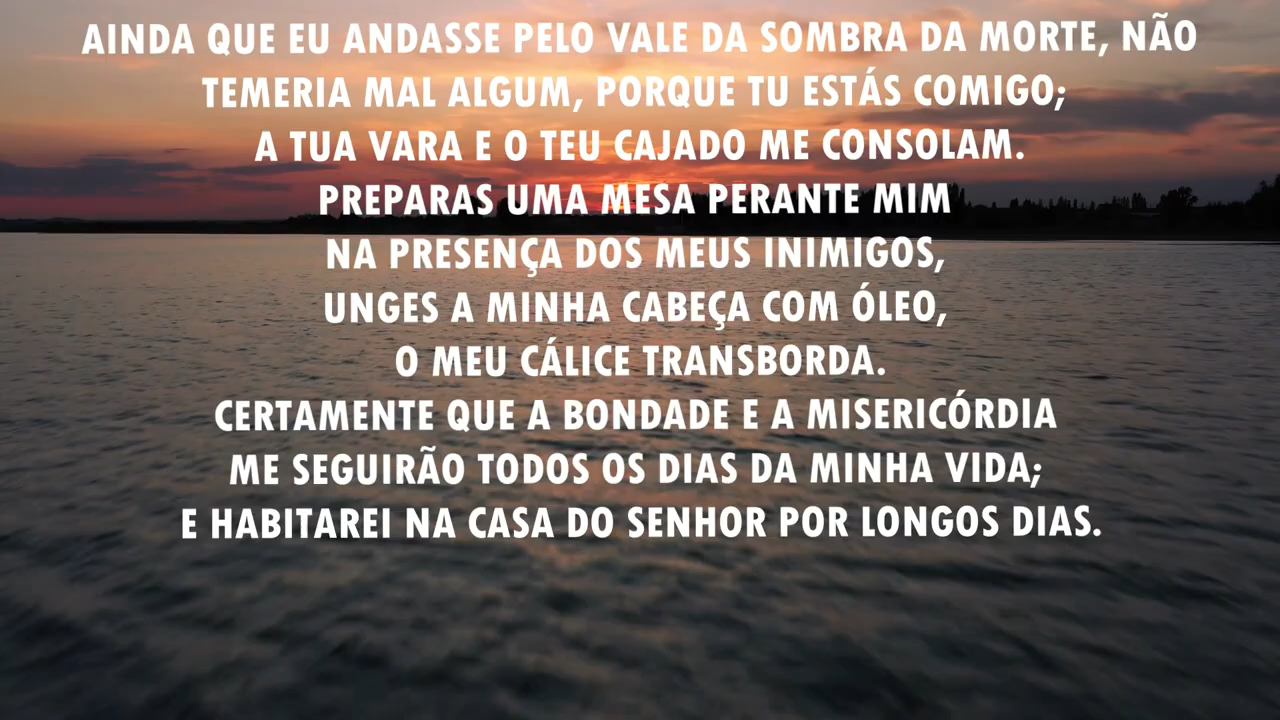 AINDA QUE EU ANDASSE PELO VALE DA SOMBRA DA MORTE, NÃO
TEMERIA MAL ALGUM, PORQUE TU ESTÁS COMIGO;
A TUA VARA E O TEU CAJADO ME CONSOLAM.
PREPARAS UMA MESA PERANTE MIM
NA PRESENÇA DOS MEUS INIMIGOS,
UNGES A MINHA CABEÇA COM ÓLEO,
O MEU CÁLICE TRANSBORDA.
CERTAMENTE QUE A BONDADE E A MISERICÓRDIA
ME SEGUIRÃO TODOS OS DIAS DA MINHA VIDA;
E HABITAREI NA CASA DO SENHOR POR LONGOS DIAS.